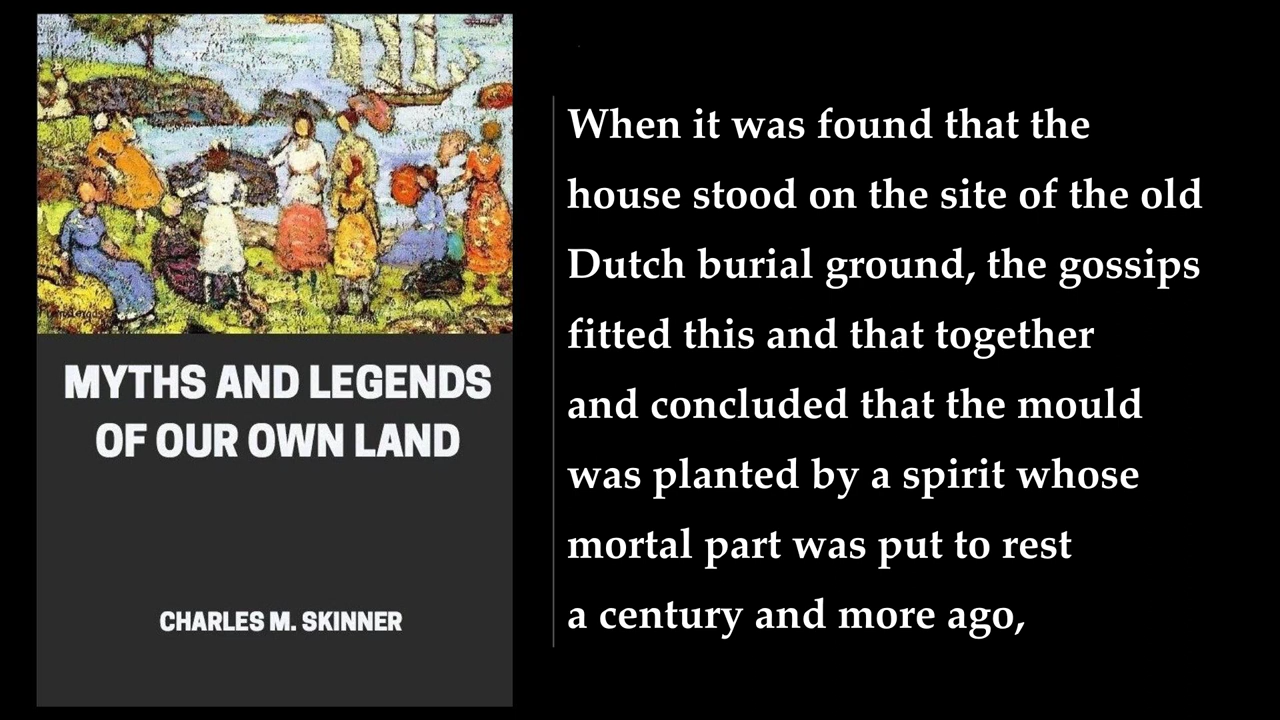 MYTHS AND LEGENDS
OF OUR OWN LAND
CHARLES M. SKINNER
When it was found that the
house stood on the site of the old
Dutch burial ground, the gossips
fitted this and that together
and concluded that the mould
was planted by a spirit whose
mortal part was put to rest
a century and more ago,